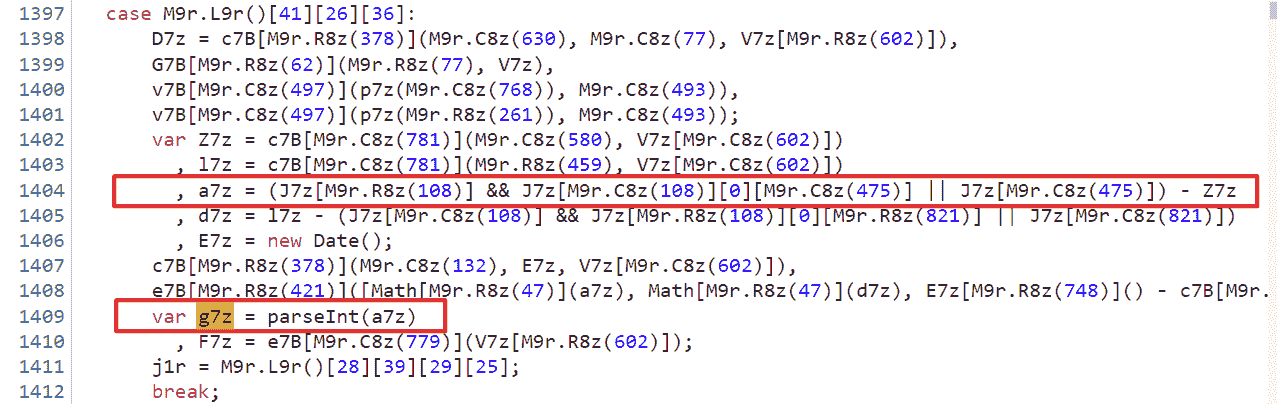 1397 case M9r.L9r()[41][26][36]:
1398 D7z = c7B[M9r.R8z(378)](M9r.C8z(630), M9r.C8z(77), V7z[M9r.R8z(602)]),
1399 G7B[M9r.R8z(62)](M9r.R8z(77), V7z),
1400 v7B[M9r.C8z(497)](p7z(M9r.C8z(768)), M9r.C8z(493)),
1401 v7B[M9r.C8z(497)](p7z(M9r.R8z(261)), M9r.C8z(493));
1402 var Z7z = c7B[M9r.C8z(781)](M9r.C8z(580), V7z[M9r.C8z(602)])
1403 , l7z = c7B[M9r.C8z(781)](M9r.R8z(459), V7z[M9r.C8z(602)])
1404 , a7z = (J7z[M9r.R8z(108)] && J7z[M9r.C8z(108)][0][M9r.C8z(475)] || J7z[M9r.C8z(475)]) - Z7z
1405 , d7z = l7z - (J7z[M9r.C8z(108)] && J7z[M9r.R8z(108)][0][M9r.R8z(821)] || J7z[M9r.C8z(821)])
1406 , E7z = new Date();
1407 c7B[M9r.R8z(378)](M9r.C8z(132), E7z, V7z[M9r.C8z(602)]),
1408 e7B[M9r.R8z(421)]([Math[M9r.R8z(47)](a7z), Math[M9r.R8z(47)](d7z), E7z[M9r.R8z(748)]() - c7B[M9r.
1409 var g7z = parseInt(a7z)
1410 , F7z = e7B[M9r.C8z(779)](V7z[M9r.R8z(602)]);
1411 j1r = M9r.L9r()[28][39][29][25];
1412 break;